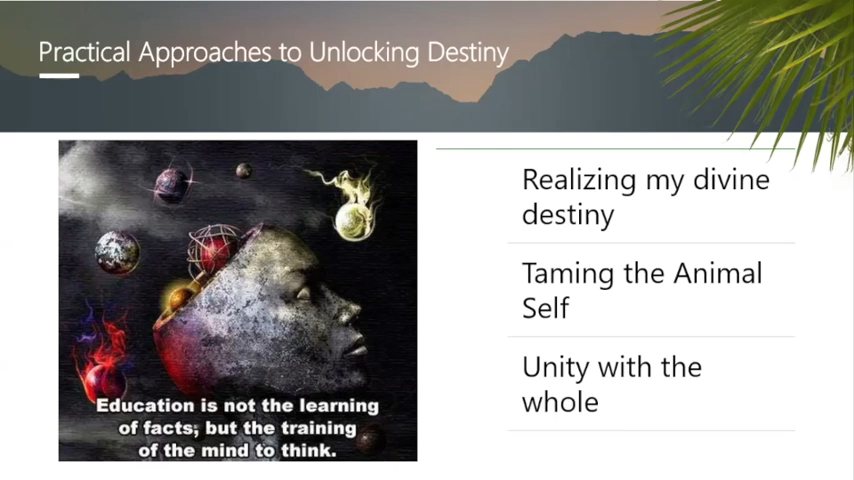 Practical Approaches to Unlocking Destiny
Education is not the learning
of facts; but the training
of the mind to think.
Realizing my divine
destiny
Taming the Animal
Self
Unity with the
whole